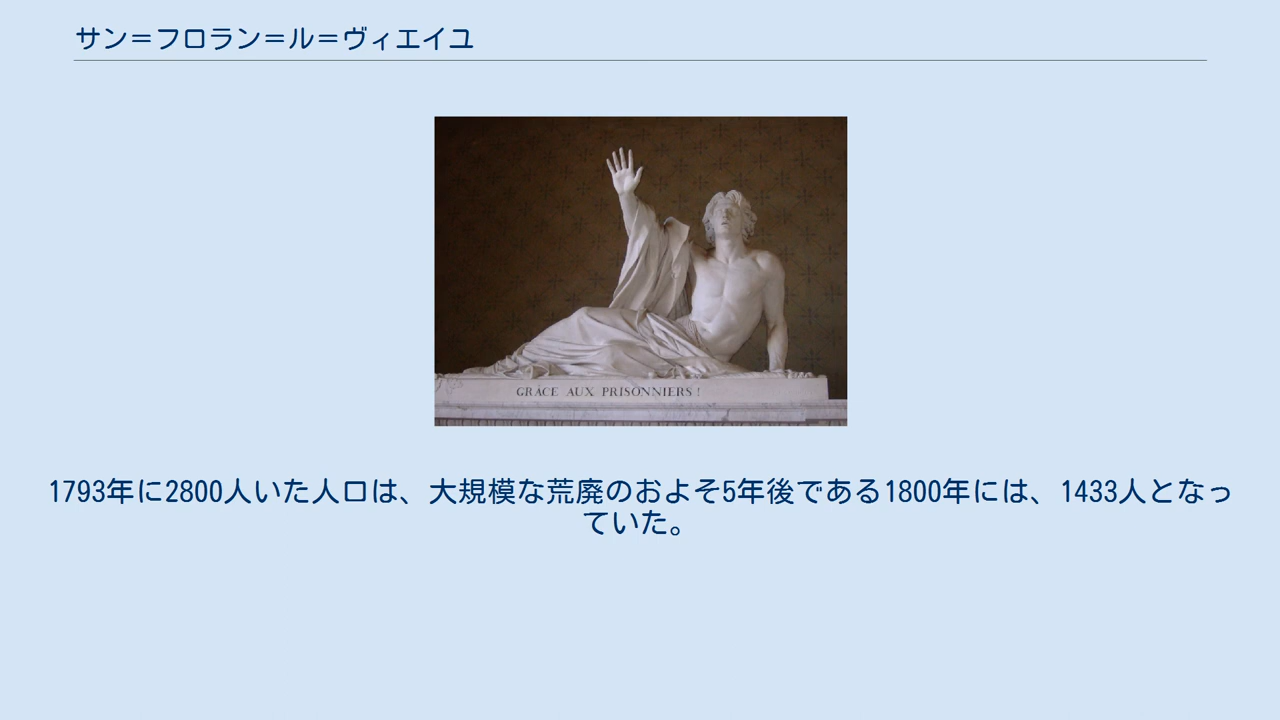 サン＝フロラン＝ル＝ヴィエイユ
GRÂCE AUX PRISONNIERS !
1793年に2800人いた人口は、大規模な荒廃のおよそ5年後である1800年には、1433人となっ
ていた。